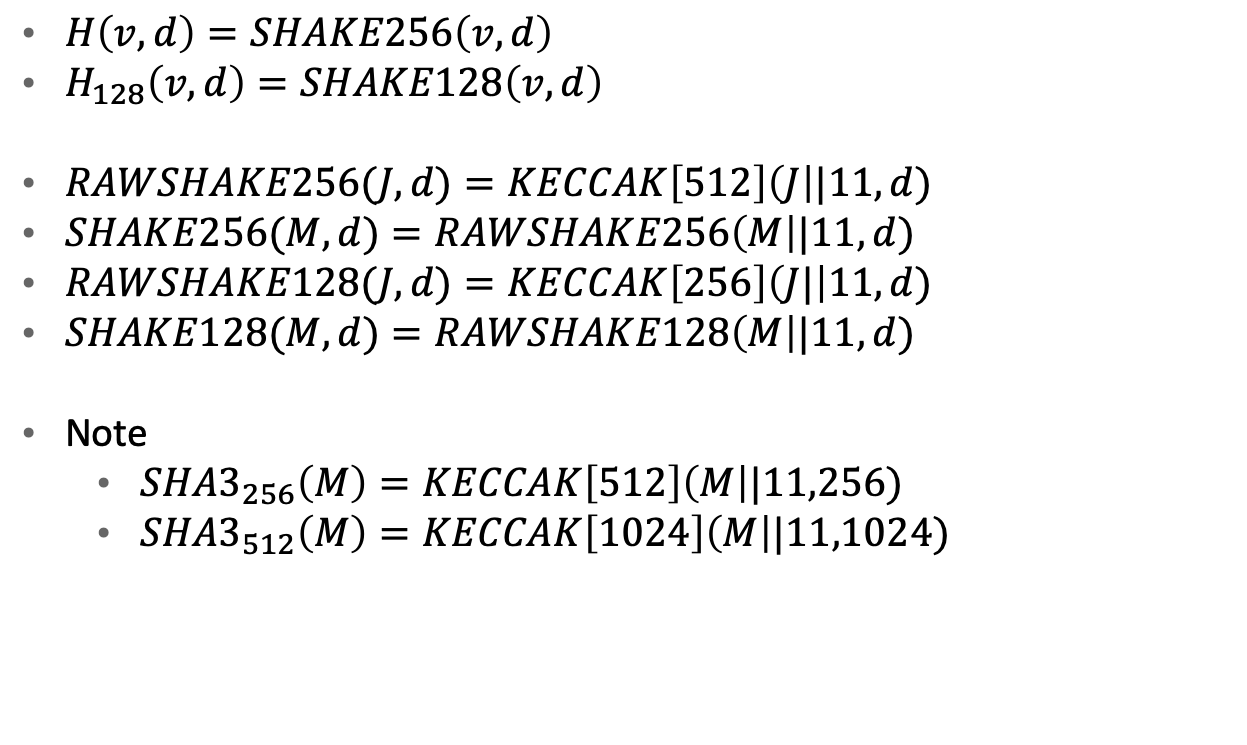 • H(v, d) = SHAKE256(v, d)
• H₁₂₈(v, d) = SHAKE128(v, d)
• RAWSHAKE256(J, d) = KECCAK[512](J||11, d)
• SHAKE256(M, d) = RAWSHAKE256(M||11, d)
• RAWSHAKE128(J, d) = KECCAK[256](J||11, d)
• SHAKE128(M, d) = RAWSHAKE128(M||11, d)
• Note
• SHA3₂₅₆(M) = KECCAK[512](M||11,256)
• SHA3₅₁₂(M) = KECCAK[1024](M||11,1024)